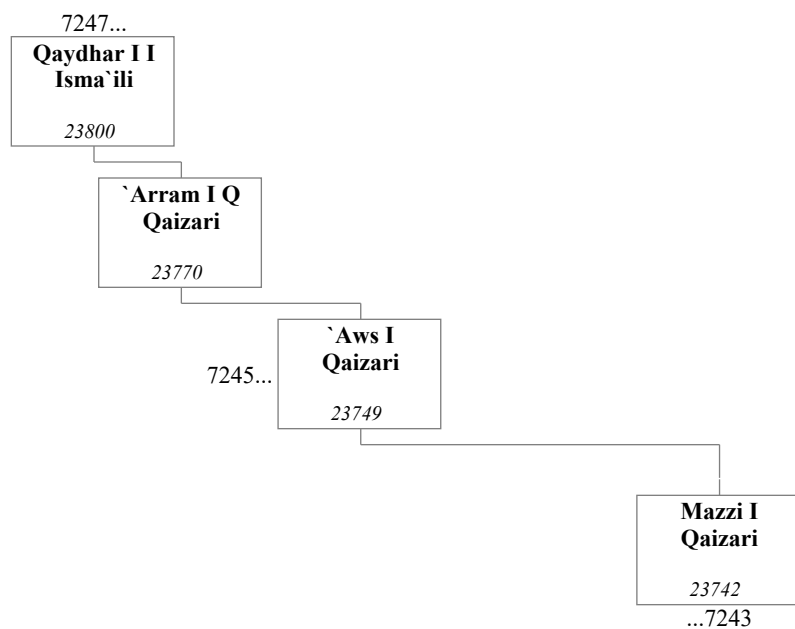 7247...
Qaydhar I I
Isma`ili
23800
`Arram I Q
Qaizari
23770
`Aws I
Qaizari
7245...
23749
Mazzi I
Qaizari
23742
...7243